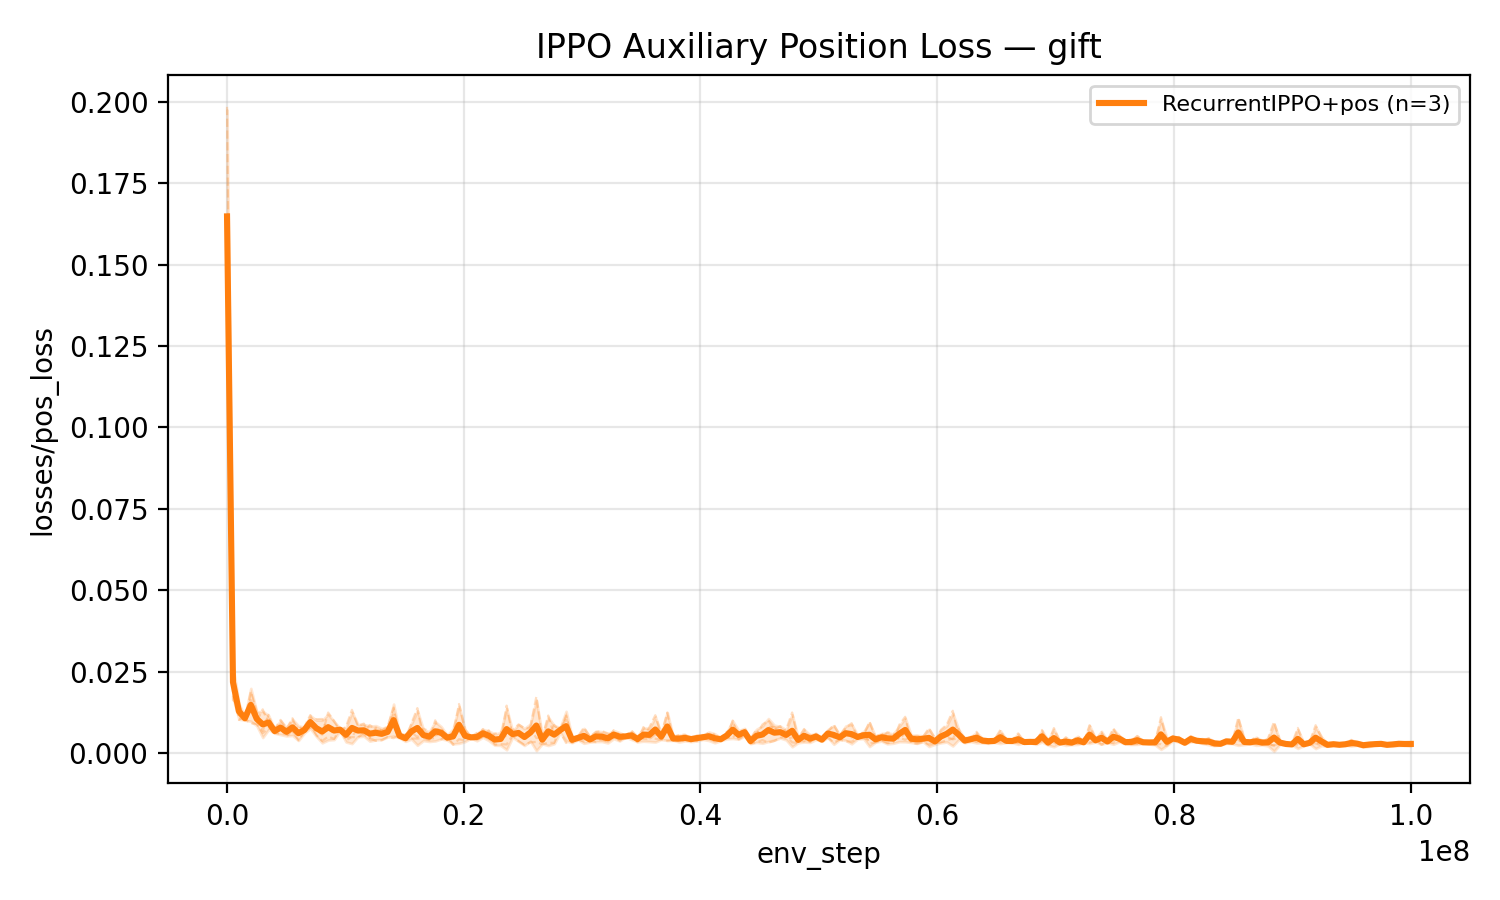 IPPO Auxiliary Position Loss — gift
RecurrentIPPO+pos (n=3)
losses/pos_loss
0.200
0.175
0.150
0.125
0.100
0.075
0.050
0.025
0.000
0.0 0.2 0.4 0.6 0.8 1.0
1e8
env_step